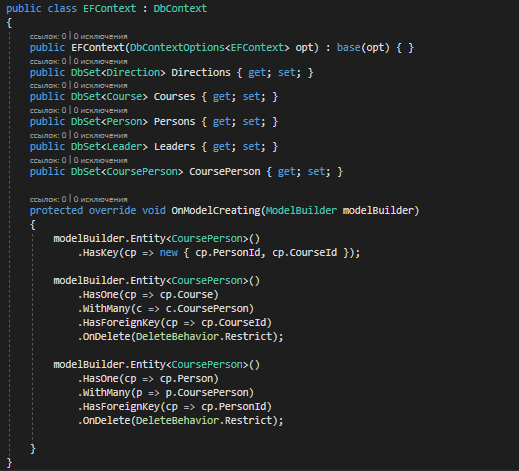 public class EFContext : DbContext
{
ссылок: 0 | 0 исключения
public EFContext(DbContextOptions<EFContext> opt) : base(opt) { }
ссылок: 0 | 0 исключения
public DbSet<Direction> Directions { get; set; }
ссылок: 0 | 0 исключения
public DbSet<Course> Courses { get; set; }
ссылок: 0 | 0 исключения
public DbSet<Person> Persons { get; set; }
ссылок: 0 | 0 исключения
public DbSet<Leader> Leaders { get; set; }
ссылок: 0 | 0 исключения
public DbSet<CoursePerson> CoursePerson { get; set; }
ссылок: 0 | 0 исключения
protected override void OnModelCreating(ModelBuilder modelBuilder)
{
modelBuilder.Entity<CoursePerson>()
.HasKey(cp => new { cp.PersonId, cp.CourseId });
modelBuilder.Entity<CoursePerson>()
.HasOne(cp => cp.Course)
.WithMany(c => c.CoursePerson)
.HasForeignKey(cp => cp.CourseId)
.OnDelete(DeleteBehavior.Restrict);
modelBuilder.Entity<CoursePerson>()
.HasOne(cp => cp.Person)
.WithMany(p => p.CoursePerson)
.HasForeignKey(cp => cp.PersonId)
.OnDelete(DeleteBehavior.Restrict);
}
}